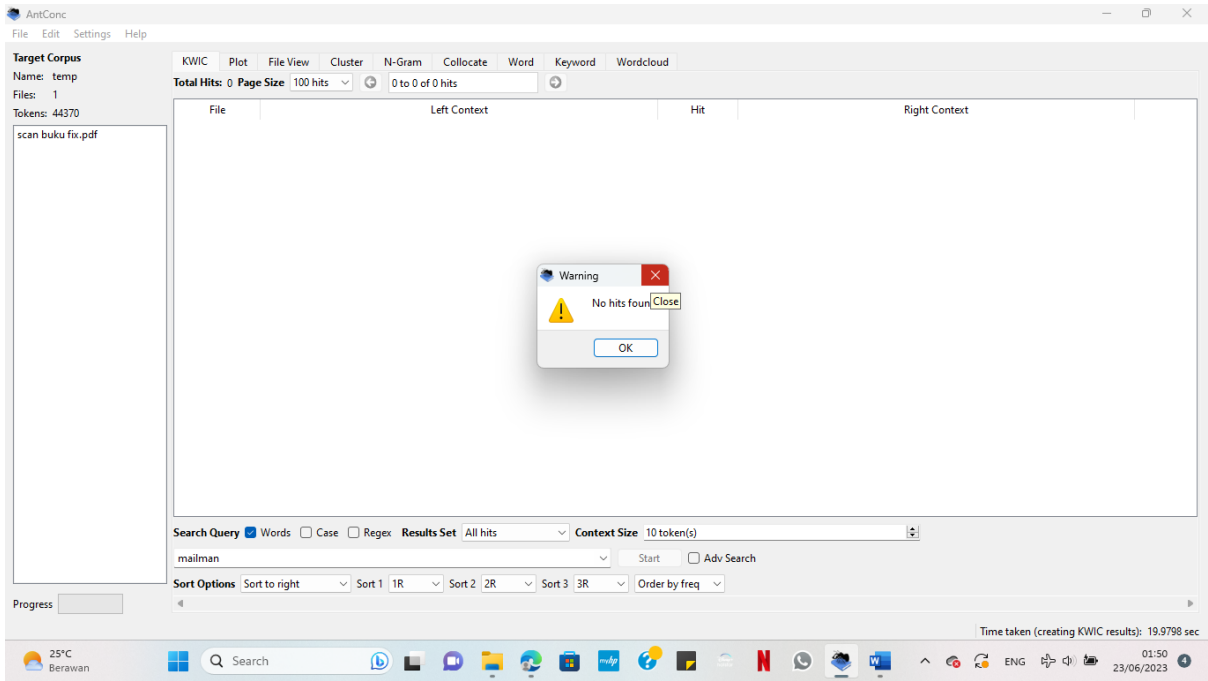 AntConc
File Edit Settings Help
Target Corpus
Name: temp
Files: 1
Tokens: 44370
scan buku fix.pdf
Progress
KWIC Plot File View Cluster N-Gram Collocate Word Keyword Wordcloud
Total Hits: 0 Page Size 100 hits 0 to 0 of 0 hits
File Left Context Hit Right Context
Warning
No hits foun
Close
OK
Search Query Words Case Regex Results Set All hits Context Size 10 token(s)
mailman Start Adv Search
Sort Options Sort to right Sort 1 1R Sort 2 2R Sort 3 3R Order by freq
Time taken (creating KWIC results): 19.9798 sec
25°C
Berawan
Search
b
myhp
N
W
ENG
01:50
23/06/2023
4